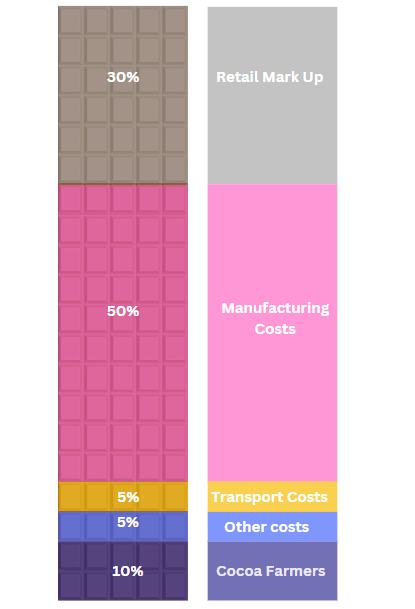 30%
Retail Mark Up
50%
Manufacturing
Costs
5%
Transport Costs
5%
Other costs
10%
Cocoa Farmers